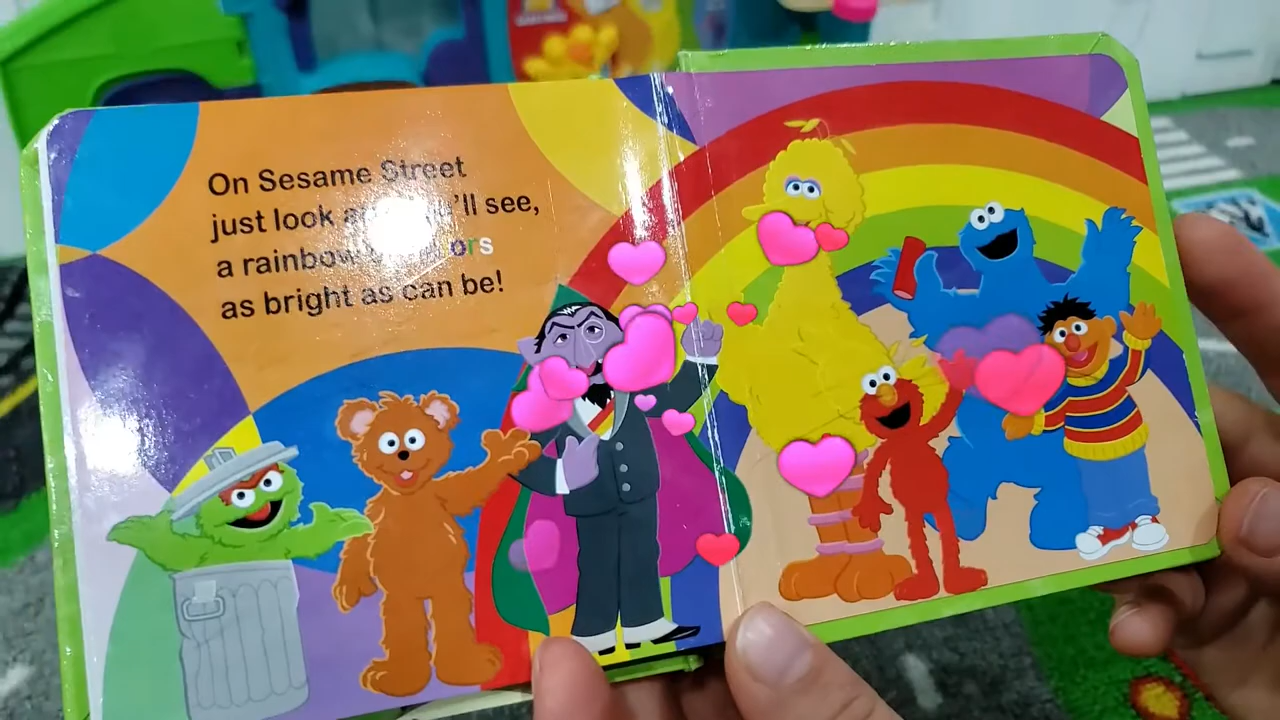 On Sesame Street
just look 'll see,
a rainbow ors
as bright as can be!